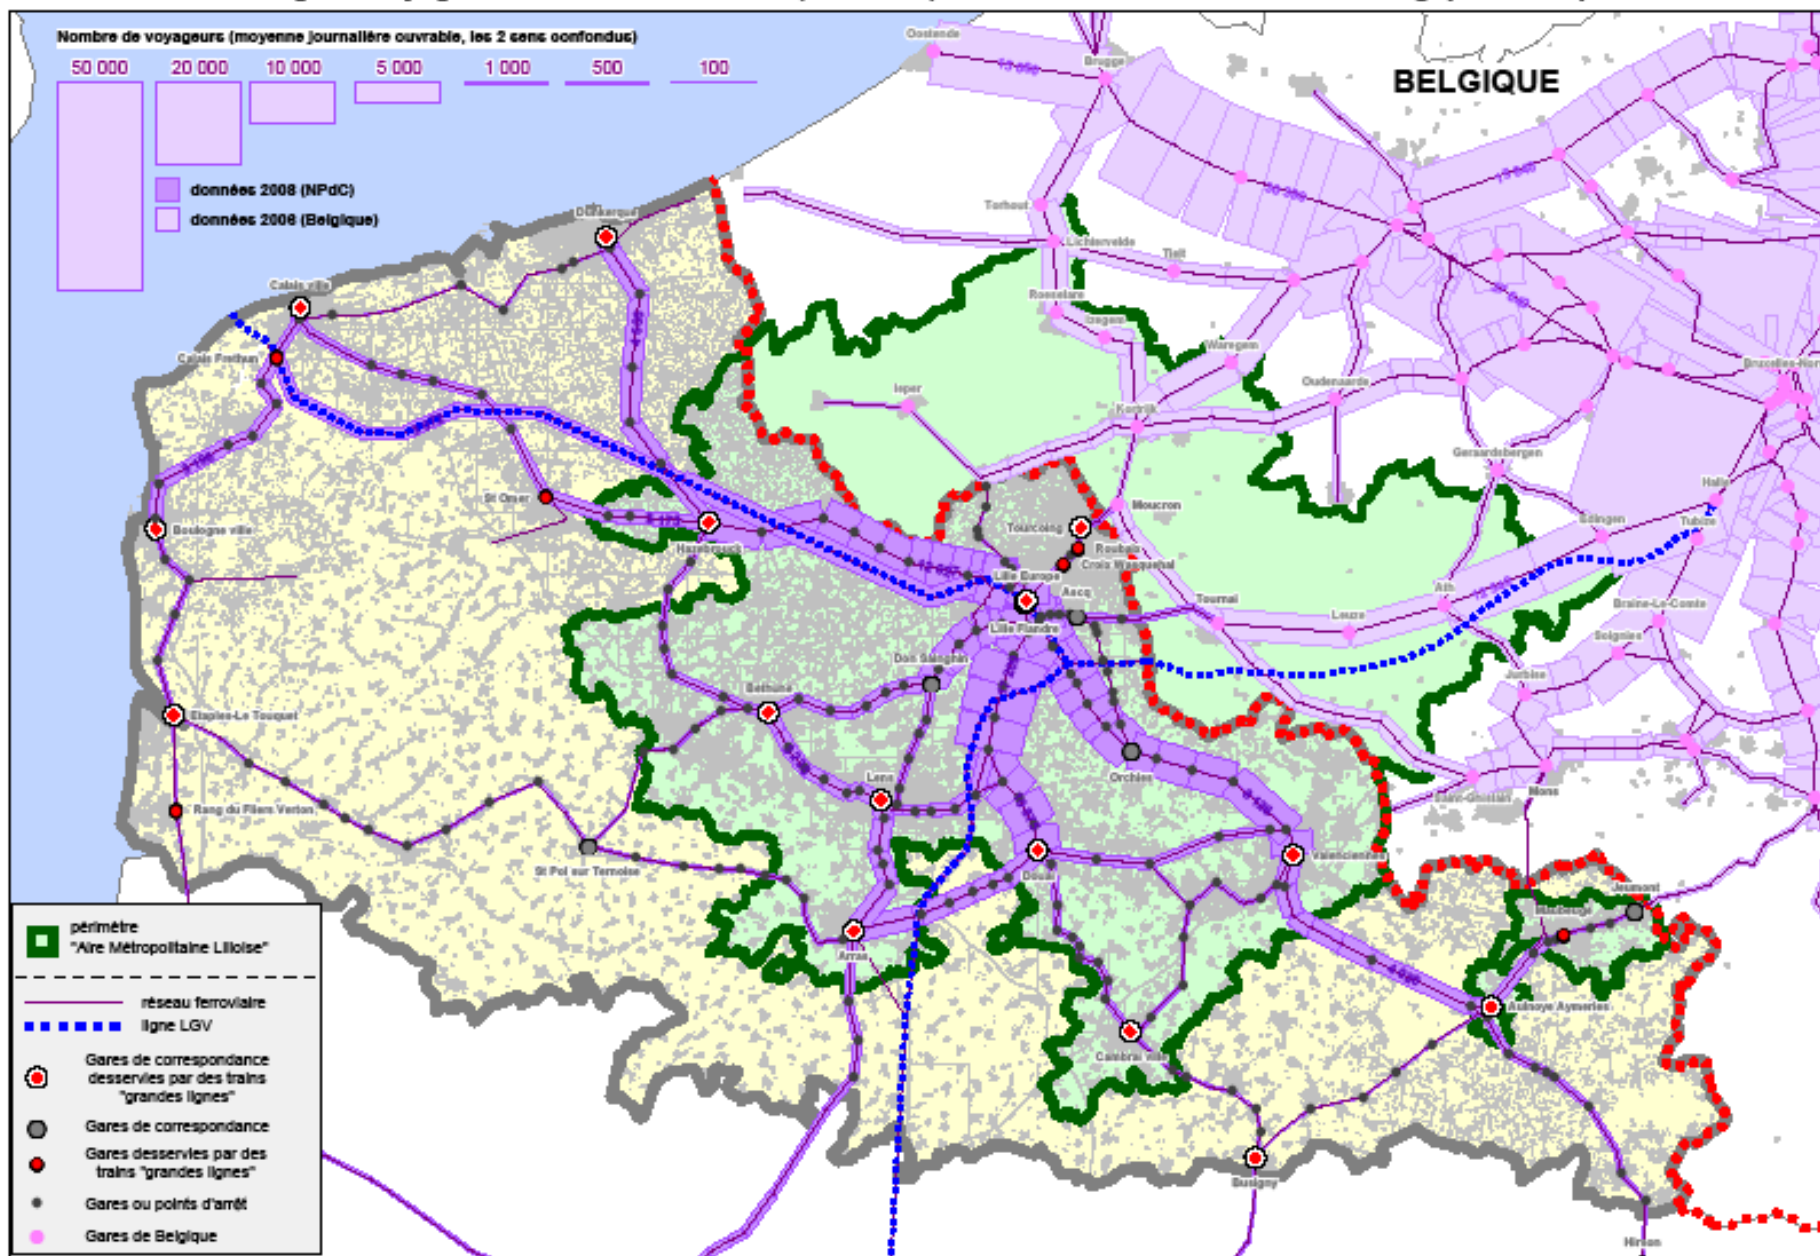 Nombre de voyageurs (moyenne journalière ouvrable, les 2 sens confondus)
50 000 20 000 10 000 5 000 1 000 500 100
données 2008 (NPdC)
données 2006 (Belgique)
BELGIQUE
Oostende
Brugge
Torhout
Lichtervelde
Tielt
Roeselare
Izegem
Waregem
Oudenaarde
Ieper
Kortrijk
Geraardsbergen
Bruxelles-Nor
Halle
Tubize
Edingen
Ath
Braine-Le-Comte
Soignies
Jurbise
Leuze
Tournai
Moucron
Mons
Saint-Ghislain
Dunkerque
Calais ville
Calais Frethun
St Omer
Hazebrouck
Boulogne ville
Tourcoing
Roubaix
Croix Wasquehal
Lille Europe
Ascq
Lille Flandre
Don Sainghin
Béthune
Etaples-Le Touquet
Rang du Fliers Verton
St Pol sur Ternoise
Lens
Orchies
Douai
Valenciennes
Arras
Cambrai ville
Jeumont
Maubeuge
Aulnoye Aymeries
Busigny
Hirson
périmètre
"Aire Métropolitaine Lilloise"
réseau ferroviaire
ligne LGV
Gares de correspondance
desservies par des trains
"grandes lignes"
Gares de correspondance
Gares desservies par des
trains "grandes lignes"
Gares ou points d'arrêt
Gares de Belgique